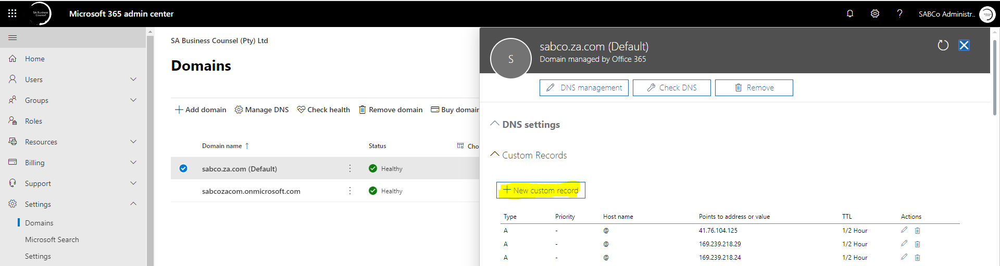 SA Business
Counsel
Microsoft 365 admin center
?
SABCo Administr..
Home
Users
Groups
Roles
Resources
Billing
Support
Settings
Domains
Microsoft Search
Settings
SA Business Counsel (Pty) Ltd
Domains
Add domain Manage DNS Check health Remove domain Buy domain
Domain name ↑ Status Cho
sabco.za.com (Default) Healthy
sabcozacom.onmicrosoft.com Healthy
S
sabco.za.com (Default)
Domain managed by Office 365
DNS management Check DNS Remove
DNS settings
Custom Records
+ New custom record
Type Priority Host name Points to address or value TTL Actions
A - @ 41.76.104.125 1/2 Hour
A - @ 169.239.218.29 1/2 Hour
A - @ 169.239.218.24 1/2 Hour